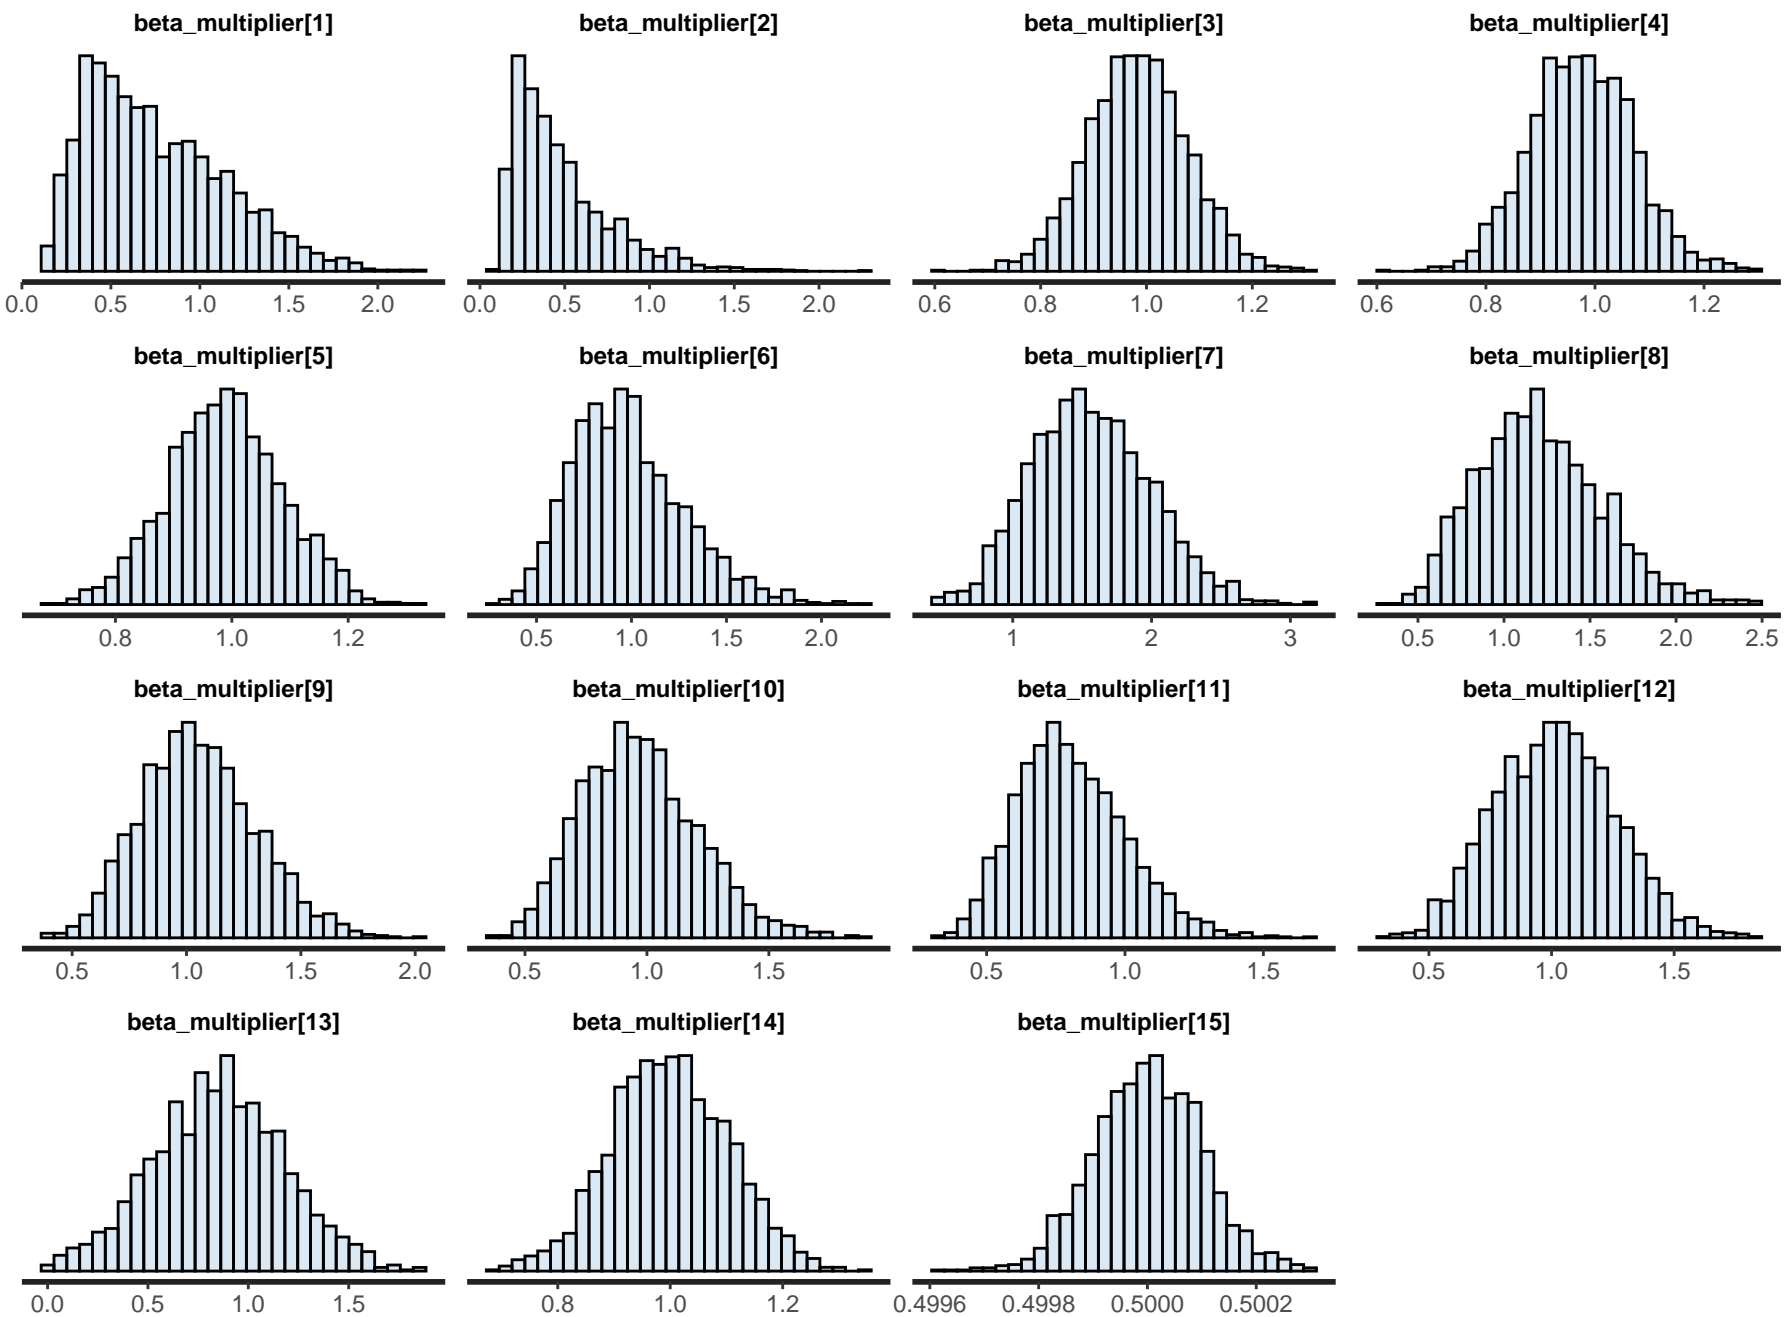 beta_multiplier[1] beta_multiplier[2] beta_multiplier[3] beta_multiplier[4]
0.0 0.5 1.0 1.5 2.0 0.0 0.5 1.0 1.5 2.0 0.6 0.8 1.0 1.2 0.6 0.8 1.0 1.2
beta_multiplier[5] beta_multiplier[6] beta_multiplier[7] beta_multiplier[8]
0.8 1.0 1.2 0.5 1.0 1.5 2.0 1 2 3 0.5 1.0 1.5 2.0 2.5
beta_multiplier[9] beta_multiplier[10] beta_multiplier[11] beta_multiplier[12]
0.5 1.0 1.5 2.0 0.5 1.0 1.5 0.5 1.0 1.5 0.5 1.0 1.5
beta_multiplier[13] beta_multiplier[14] beta_multiplier[15]
0.0 0.5 1.0 1.5 0.8 1.0 1.2 0.4996 0.4998 0.5000 0.5002